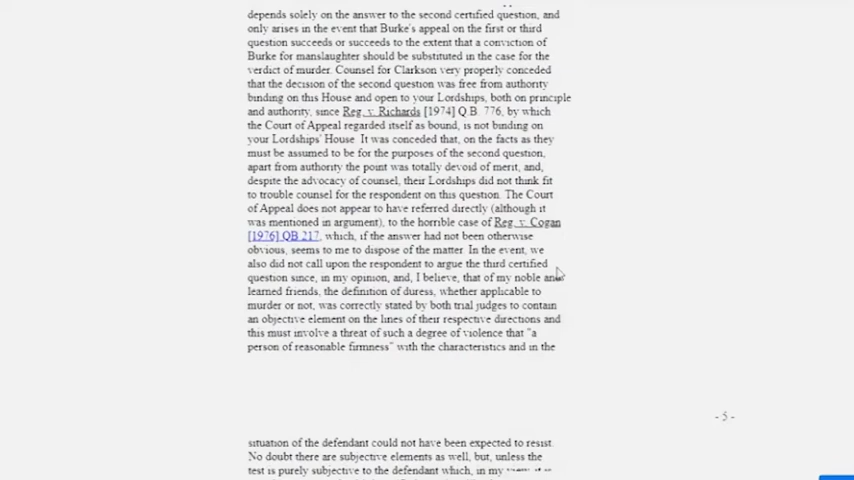 depends solely on the answer to the second certified question, and
only arises in the event that Burke's appeal on the first or third
question succeeds or succeeds to the extent that a conviction of
Burke for manslaughter should be substituted in the case for the
verdict of murder. Counsel for Clarkson very properly conceded
that the decision of the second question was free from authority
binding on this House and open to your Lordships, both on principle
and authority, since Reg. v. Richards [1974] Q.B. 776, by which
the Court of Appeal regarded itself as bound, is not binding on
your Lordships' House. It was conceded that, on the facts as they
must be assumed to be for the purposes of the second question,
apart from authority the point was totally devoid of merit, and,
despite the advocacy of counsel, their Lordships did not think fit
to trouble counsel for the respondent on this question. The Court
of Appeal does not appear to have referred directly (although it
was mentioned in argument), to the horrible case of Reg. v. Cogan
[1976] QB 217, which, if the answer had not been otherwise
obvious, seems to me to dispose of the matter. In the event, we
also did not call upon the respondent to argue the third certified
question since, in my opinion, and, I believe, that of my noble and
learned friends, the definition of duress, whether applicable to
murder or not, was correctly stated by both trial judges to contain
an objective element on the lines of their respective directions and
this must involve a threat of such a degree of violence that "a
person of reasonable firmness" with the characteristics and in the
- 5 -
situation of the defendant could not have been expected to resist.
No doubt there are subjective elements as well, but, unless the
test is purely subjective to the defendant which, in my